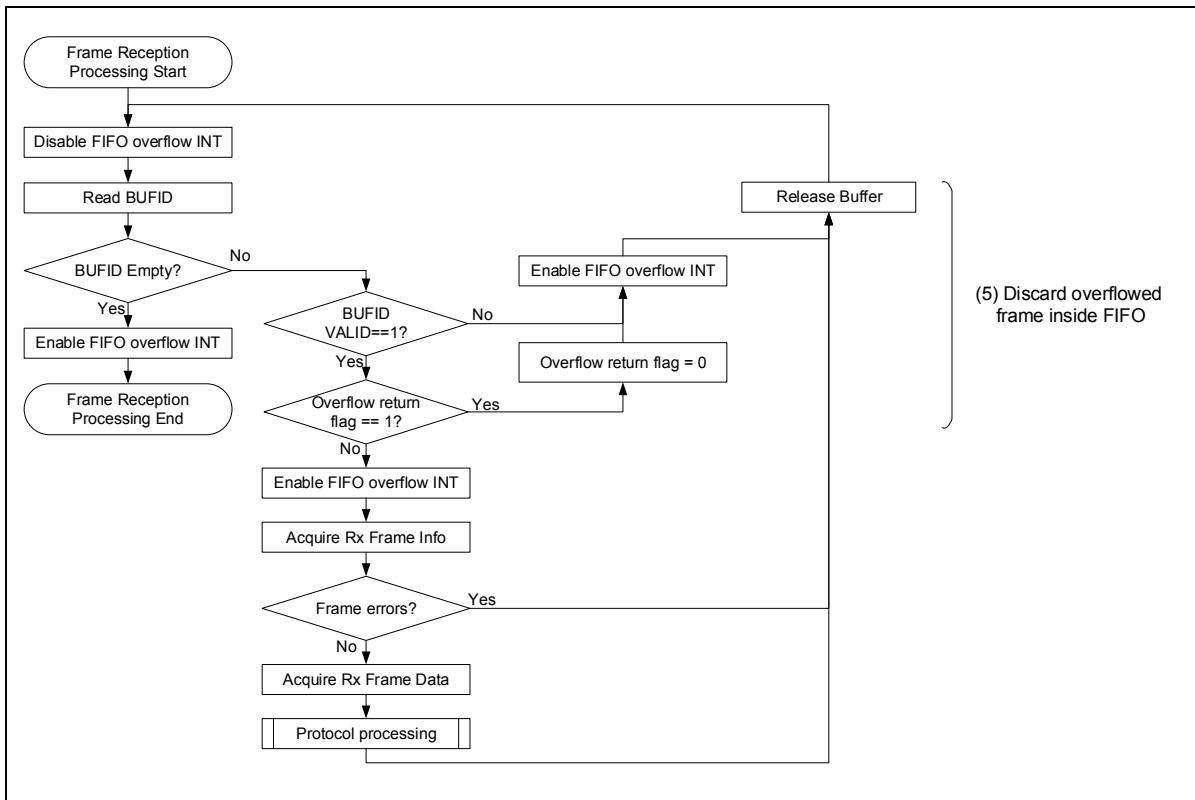 Frame Reception
Processing Start
Disable FIFO overflow INT
Read BUFID
BUFID Empty?
No
Yes
Enable FIFO overflow INT
Frame Reception
Processing End
BUFID
VALID==1?
No
Yes
Overflow return
flag == 1?
Yes
No
Enable FIFO overflow INT
Overflow return flag = 0
Release Buffer
(5) Discard overflowed
frame inside FIFO
Enable FIFO overflow INT
Acquire Rx Frame Info
Frame errors?
Yes
No
Acquire Rx Frame Data
Protocol processing